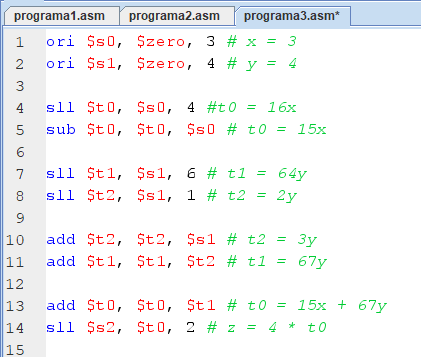 programa1.asm programa2.asm programa3.asm*
1 ori $s0, $zero, 3 # x = 3
2 ori $s1, $zero, 4 # y = 4
3
4 sll $t0, $s0, 4 #t0 = 16x
5 sub $t0, $t0, $s0 # t0 = 15x
6
7 sll $t1, $s1, 6 # t1 = 64y
8 sll $t2, $s1, 1 # t2 = 2y
9
10 add $t2, $t2, $s1 # t2 = 3y
11 add $t1, $t1, $t2 # t1 = 67y
12
13 add $t0, $t0, $t1 # t0 = 15x + 67y
14 sll $s2, $t0, 2 # z = 4 * t0
15